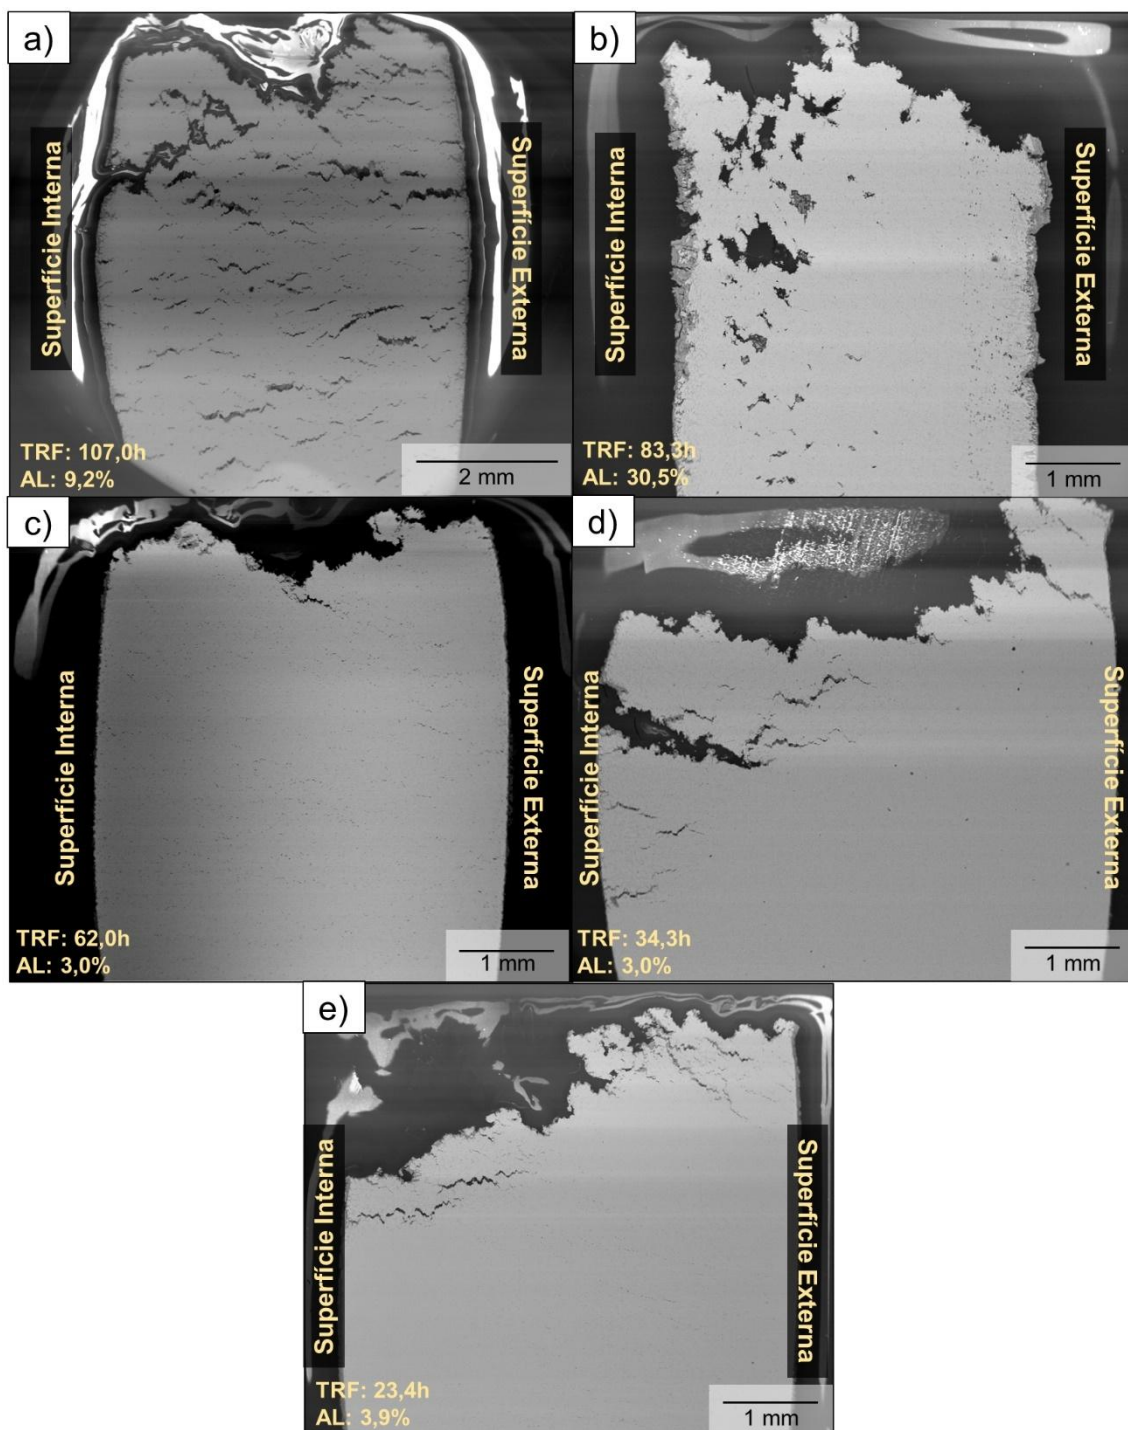 a)
Superfície Interna
Superfície Externa
TRF: 107,0h
AL: 9,2%
2 mm
b)
Superfície Interna
Superfície Externa
TRF: 83,3h
AL: 30,5%
1 mm
c)
Superfície Interna
Superfície Externa
TRF: 62,0h
AL: 3,0%
1 mm
d)
Superfície Interna
Superfície Externa
TRF: 34,3h
AL: 3,0%
1 mm
e)
Superfície Interna
Superfície Externa
TRF: 23,4h
AL: 3,9%
1 mm